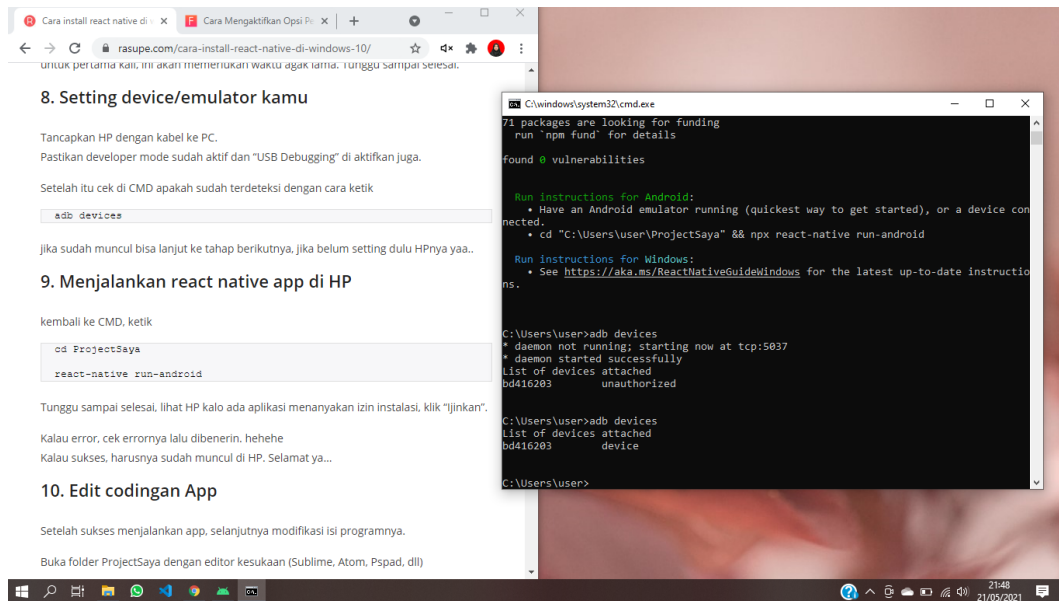 Cara install react native di
Cara Mengaktifkan Opsi Pe
rasupe.com/cara-install-react-native-di-windows-10/
untuk pertama kali, ini akan memerlukan waktu agak lama. Tunggu sampai selesai.
8. Setting device/emulator kamu
Tancapkan HP dengan kabel ke PC.
Pastikan developer mode sudah aktif dan “USB Debugging” di aktifkan juga.
Setelah itu cek di CMD apakah sudah terdeteksi dengan cara ketik
adb devices
jika sudah muncul bisa lanjut ke tahap berikutnya, jika belum setting dulu HPnya yaa..
9. Menjalankan react native app di HP
kembali ke CMD, ketik
cd ProjectSaya
react-native run-android
Tunggu sampai selesai, lihat HP kalo ada aplikasi menanyakan izin instalasi, klik “Ijinkan”.
Kalau error, cek errornya lalu dibenerin. hehehe
Kalau sukses, harusnya sudah muncul di HP. Selamat ya…
10. Edit codingan App
Setelah sukses menjalankan app, selanjutnya modifikasi isi programnya.
Buka folder ProjectSaya dengan editor kesukaan (Sublime, Atom, Pspad, dll)
C:\windows\system32\cmd.exe
71 packages are looking for funding
run `npm fund` for details
found 0 vulnerabilities
Run instructions for Android:
• Have an Android emulator running (quickest way to get started), or a device con
nected.
• cd "C:\Users\user\ProjectSaya" && npx react-native run-android
Run instructions for Windows:
• See https://aka.ms/ReactNativeGuideWindows for the latest up-to-date instructio
ns.
C:\Users\user>adb devices
* daemon not running; starting now at tcp:5037
* daemon started successfully
List of devices attached
bd416203 unauthorized
C:\Users\user>adb devices
List of devices attached
bd416203 device
C:\Users\user>
21:48
21/05/2021